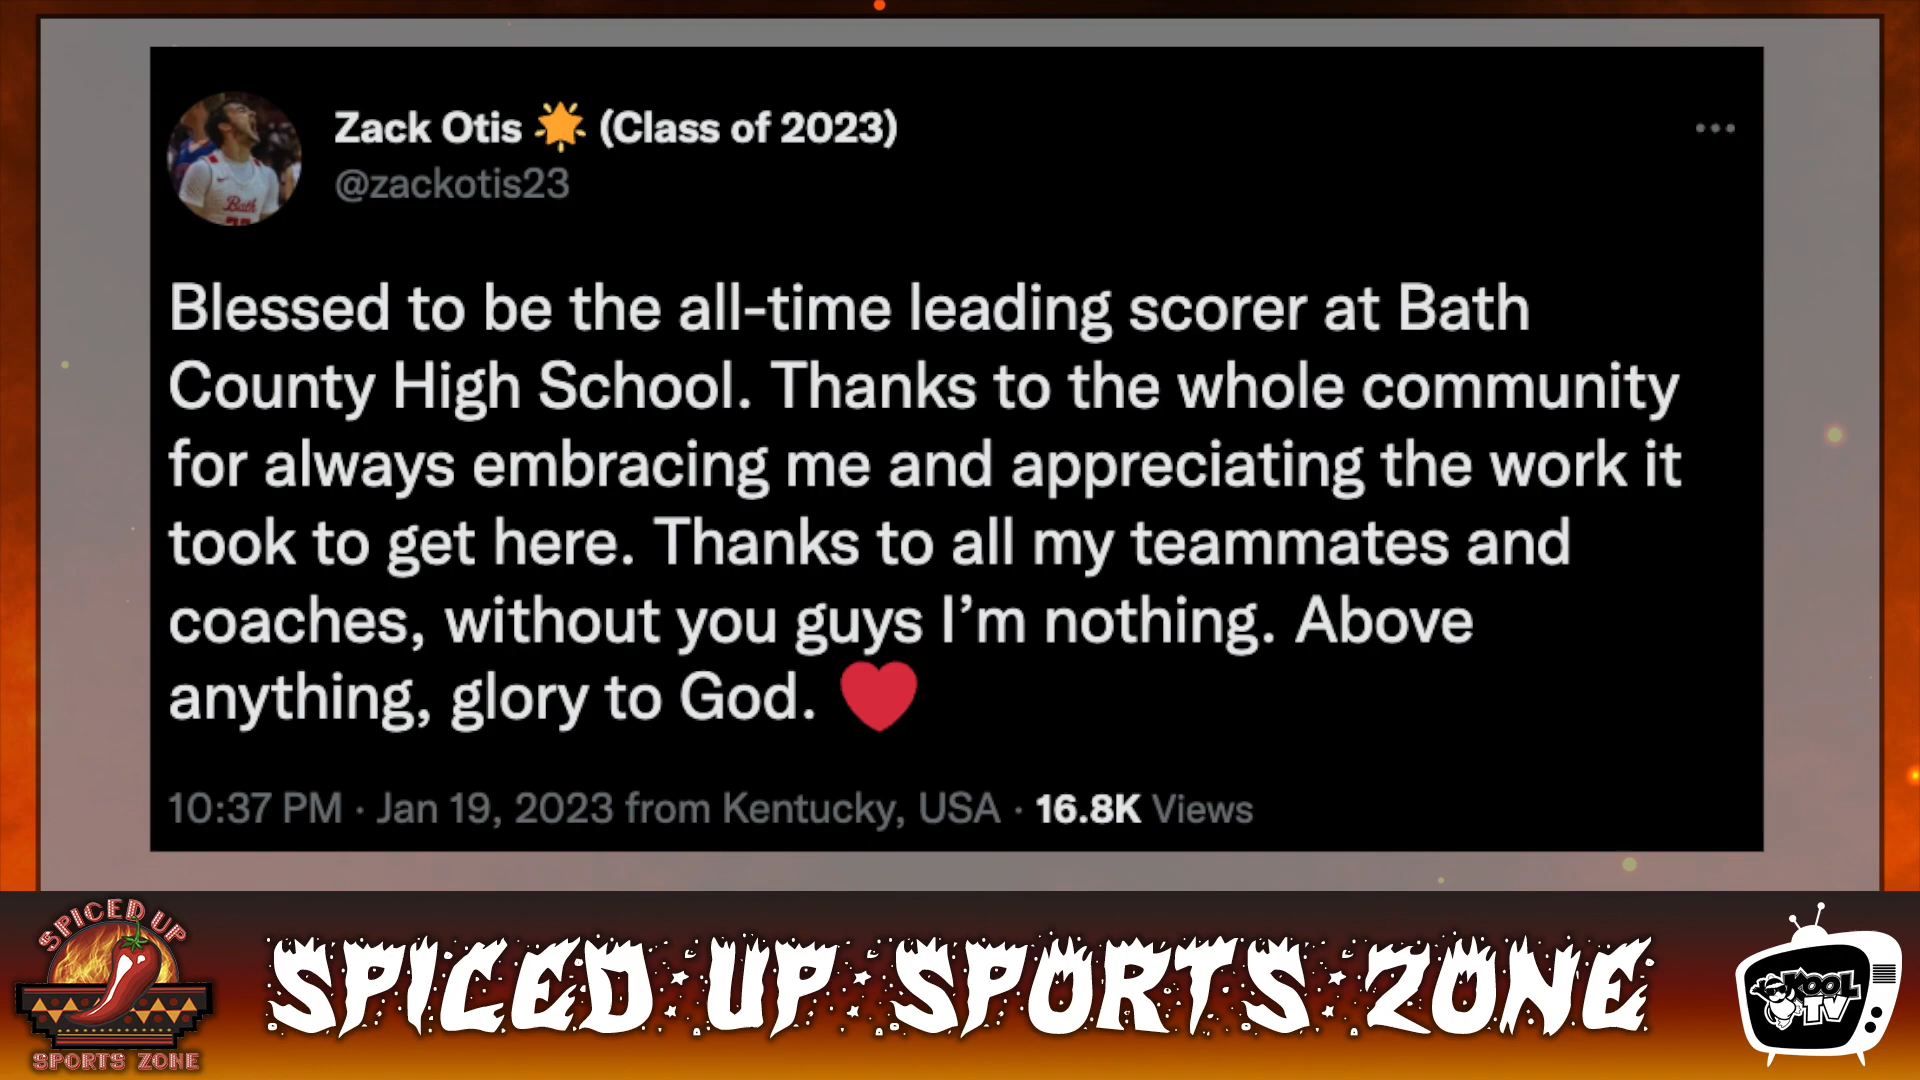 Zack Otis 🌟 (Class of 2023)
@zackotis23
Bath
Blessed to be the all-time leading scorer at Bath
County High School. Thanks to the whole community
for always embracing me and appreciating the work it
took to get here. Thanks to all my teammates and
coaches, without you guys I’m nothing. Above
anything, glory to God. ❤️
10:37 PM · Jan 19, 2023 from Kentucky, USA · 16.8K Views
SPICED UP
SPORTS ZONE
SPICED UP SPORTS ZONE
KOOL
TV